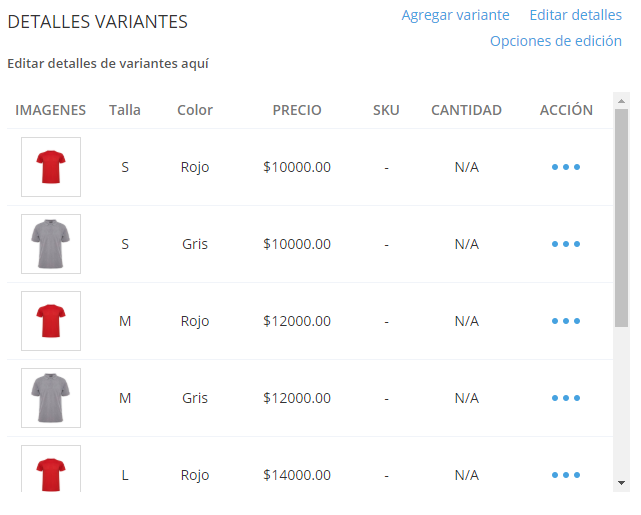 DETALLES VARIANTES
Agregar variante Editar detalles
Opciones de edición
Editar detalles de variantes aquí
IMAGENES Talla Color PRECIO SKU CANTIDAD ACCIÓN
S Rojo $10000.00 - N/A
S Gris $10000.00 - N/A
M Rojo $12000.00 - N/A
M Gris $12000.00 - N/A
L Rojo $14000.00 - N/A